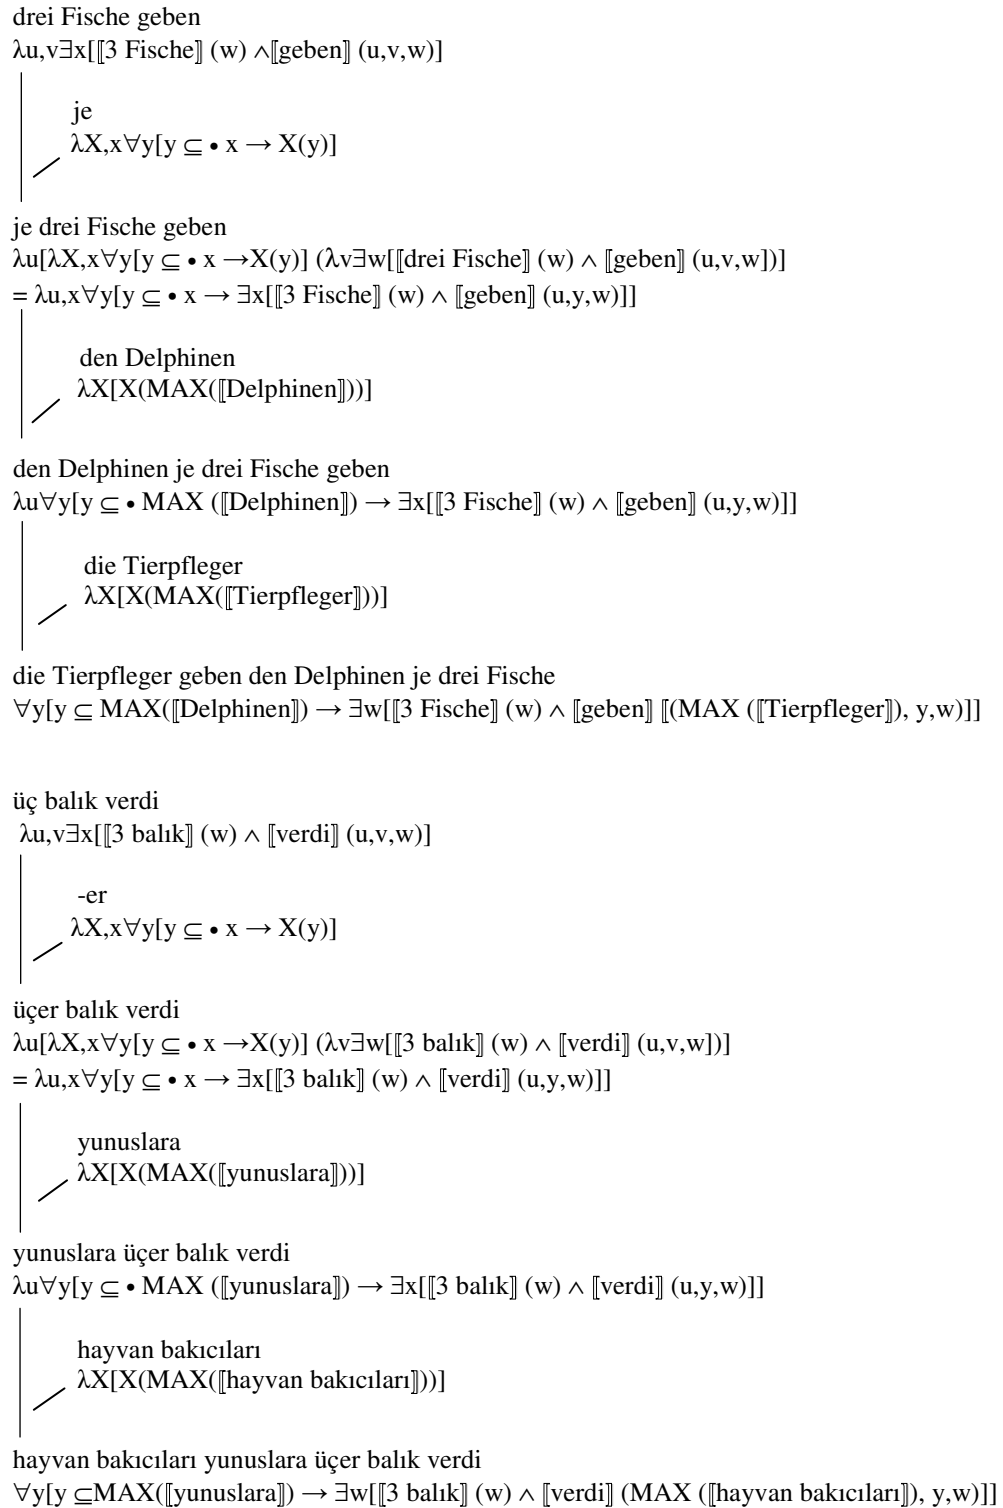 drei Fische geben
λu,v∃x[⟦3 Fische⟧ (w) ∧⟦geben⟧ (u,v,w)]
je
λX,x∀y[y ⊆ • x → X(y)]
je drei Fische geben
λu[λX,x∀y[y ⊆ • x →X(y)] (λv∃w[⟦drei Fische⟧ (w) ∧ ⟦geben⟧ (u,v,w])]
= λu,x∀y[y ⊆ • x → ∃x[⟦3 Fische⟧ (w) ∧ ⟦geben⟧ (u,y,w)]]
den Delphinen
λX[X(MAX(⟦Delphinen⟧))]
den Delphinen je drei Fische geben
λu∀y[y ⊆ • MAX (⟦Delphinen⟧) → ∃x[⟦3 Fische⟧ (w) ∧ ⟦geben⟧ (u,y,w)]]
die Tierpfleger
λX[X(MAX(⟦Tierpfleger⟧))]
die Tierpfleger geben den Delphinen je drei Fische
∀y[y ⊆ MAX(⟦Delphinen⟧) → ∃w[⟦3 Fische⟧ (w) ∧ ⟦geben⟧ ⟦(MAX (⟦Tierpfleger⟧), y,w)]]
üç balık verdi
λu,v∃x[⟦3 balık⟧ (w) ∧ ⟦verdi⟧ (u,v,w)]
-er
λX,x∀y[y ⊆ • x → X(y)]
üçer balık verdi
λu[λX,x∀y[y ⊆ • x →X(y)] (λv∃w[⟦3 balık⟧ (w) ∧ ⟦verdi⟧ (u,v,w])]
= λu,x∀y[y ⊆ • x → ∃x[⟦3 balık⟧ (w) ∧ ⟦verdi⟧ (u,y,w)]]
yunuslara
λX[X(MAX(⟦yunuslara⟧))]
yunuslara üçer balık verdi
λu∀y[y ⊆ • MAX (⟦yunuslara⟧) → ∃x[⟦3 balık⟧ (w) ∧ ⟦verdi⟧ (u,y,w)]]
hayvan bakıcıları
λX[X(MAX(⟦hayvan bakıcıları⟧))]
hayvan bakıcıları yunuslara üçer balık verdi
∀y[y ⊆MAX(⟦yunuslara⟧) → ∃w[⟦3 balık⟧ (w) ∧ ⟦verdi⟧ (MAX (⟦hayvan bakıcıları⟧), y,w)]]